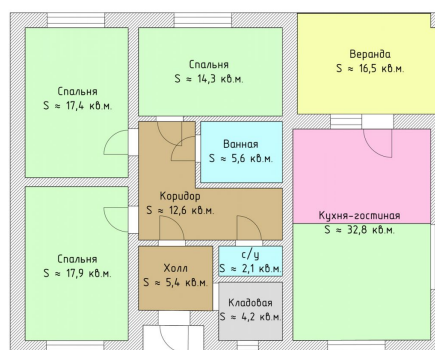 Спальня
S ≈ 17,4 кв.м.
Спальня
S ≈ 14,3 кв.м.
Веранда
S ≈ 16,5 кв.м.
Ванная
S ≈ 5,6 кв.м.
Коридор
S ≈ 12,6 кв.м.
Кухня-гостиная
S ≈ 32,8 кв.м.
Спальня
S ≈ 17,9 кв.м.
Холл
S ≈ 5,4 кв.м.
с/у
S ≈ 2,1 кв.м.
Кладовая
S ≈ 4,2 кв.м.